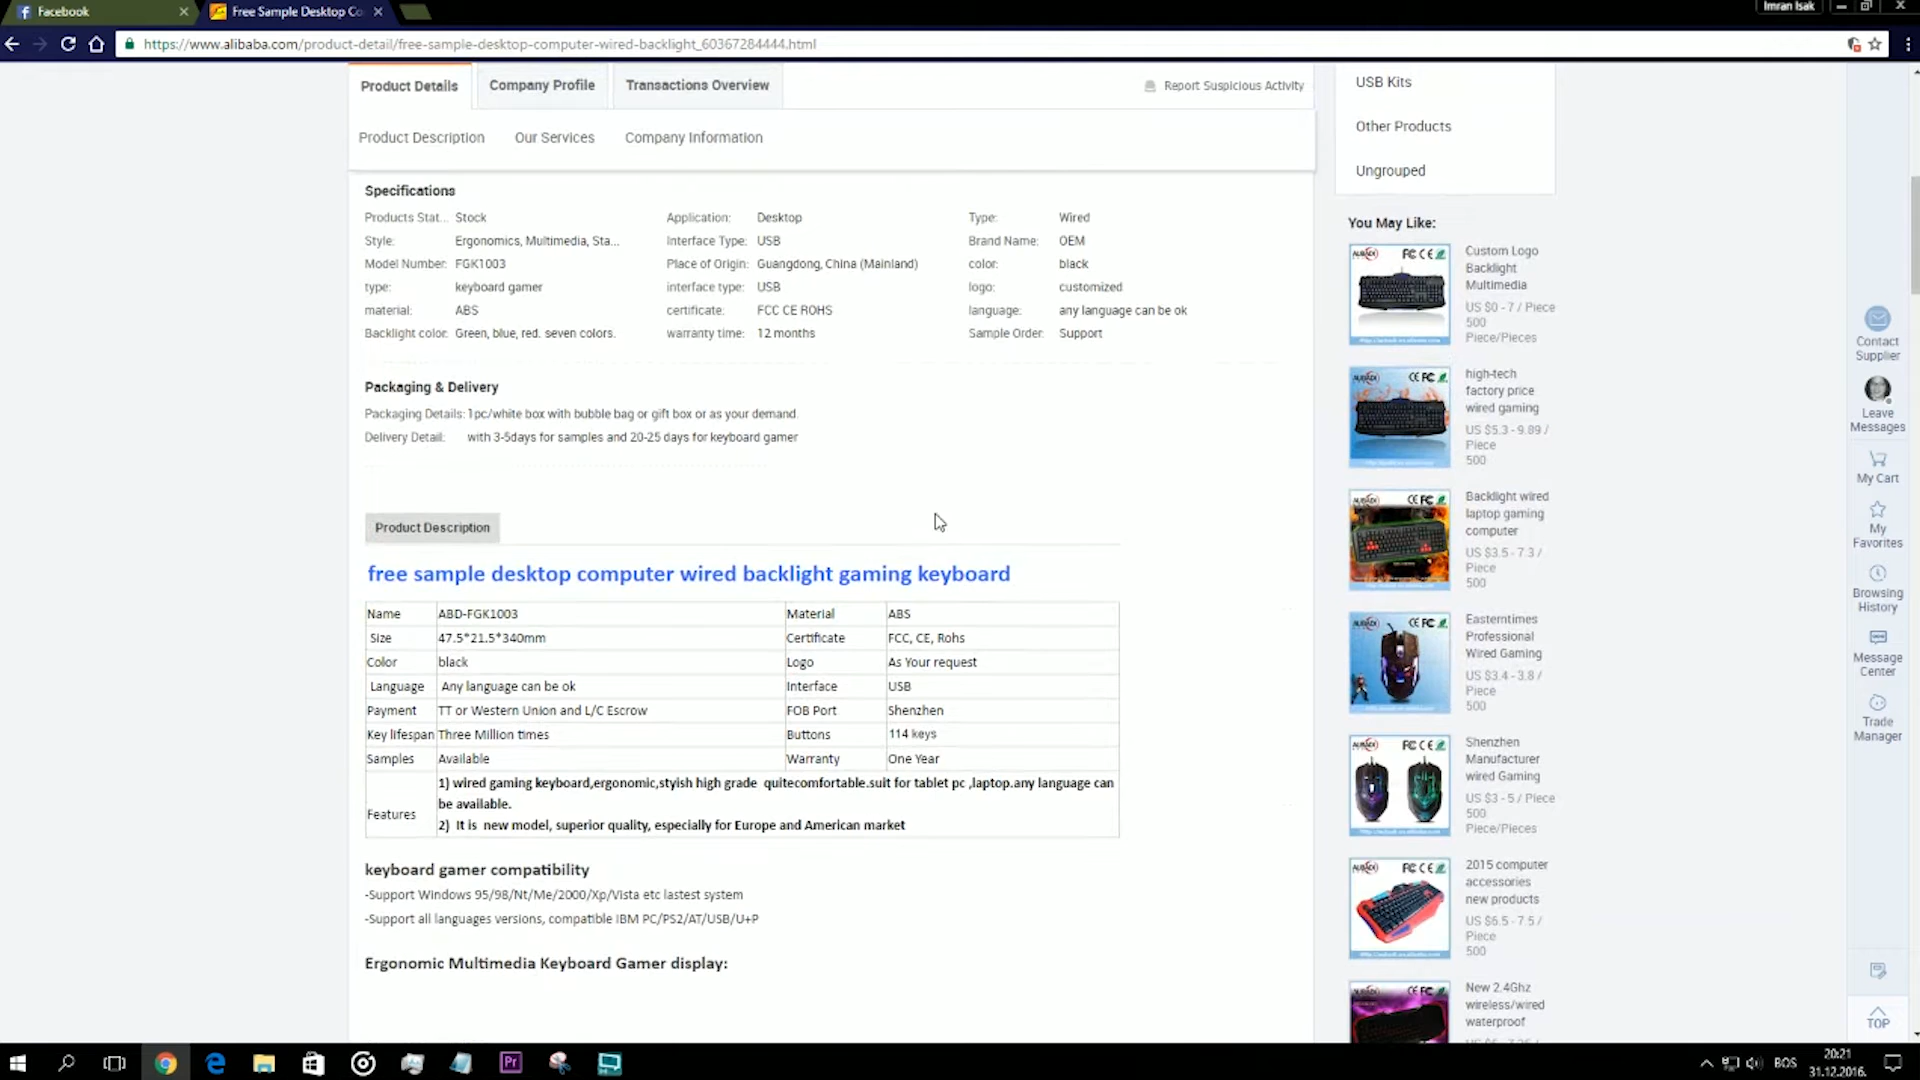 Facebook
Free Sample Desktop Co
Imran Isak
https://www.alibaba.com/product-detail/free-sample-desktop-computer-wired-backlight_60367284444.html
Product Details
Company Profile
Transactions Overview
Report Suspicious Activity
Product Description
Our Services
Company Information
Specifications
Products Stat... Stock
Application: Desktop
Type: Wired
Style: Ergonomics, Multimedia, Sta...
Interface Type: USB
Brand Name: OEM
Model Number: FGK1003
Place of Origin: Guangdong, China (Mainland)
color: black
type: keyboard gamer
interface type: USB
logo: customized
material: ABS
certificate: FCC CE ROHS
language: any language can be ok
Backlight color: Green, blue, red. seven colors.
warranty time: 12 months
Sample Order: Support
Packaging & Delivery
Packaging Details: 1pc/white box with bubble bag or gift box or as your demand.
Delivery Detail: with 3-5days for samples and 20-25 days for keyboard gamer
Product Description
free sample desktop computer wired backlight gaming keyboard
Name ABD-FGK1003 Material ABS
Size 47.5*21.5*340mm Certificate FCC, CE, Rohs
Color black Logo As Your request
Language Any language can be ok Interface USB
Payment TT or Western Union and L/C Escrow FOB Port Shenzhen
Key lifespan Three Million times Buttons 114 keys
Samples Available Warranty One Year
Features
1) wired gaming keyboard,ergonomic,styish high grade quitecomfortable.suit for tablet pc ,laptop.any language can
be available.
2) It is new model, superior quality, especially for Europe and American market
keyboard gamer compatibility
-Support Windows 95/98/Nt/Me/2000/Xp/Vista etc lastest system
-Support all languages versions, compatible IBM PC/PS2/AT/USB/U+P
Ergonomic Multimedia Keyboard Gamer display:
USB Kits
Other Products
Ungrouped
You May Like:
Custom Logo
Backlight
Multimedia
US $0 - 7 / Piece
500
Piece/Pieces
high-tech
factory price
wired gaming
US $5.3 - 9.89 /
Piece
500
Backlight wired
laptop gaming
computer
US $3.5 - 7.3 /
Piece
500
Easterntimes
Professional
Wired Gaming
US $3.4 - 3.8 /
Piece
500
Shenzhen
Manufacturer
wired Gaming
US $3 - 5 / Piece
500
Piece/Pieces
2015 computer
accessories
new products
US $6.5 - 7.5 /
Piece
500
New 2.4Ghz
wireless/wired
waterproof
Contact
Supplier
Leave
Messages
My Cart
My
Favorites
Browsing
History
Message
Center
Trade
Manager
TOP
Pr
BOS
20:21
31.12.2016.